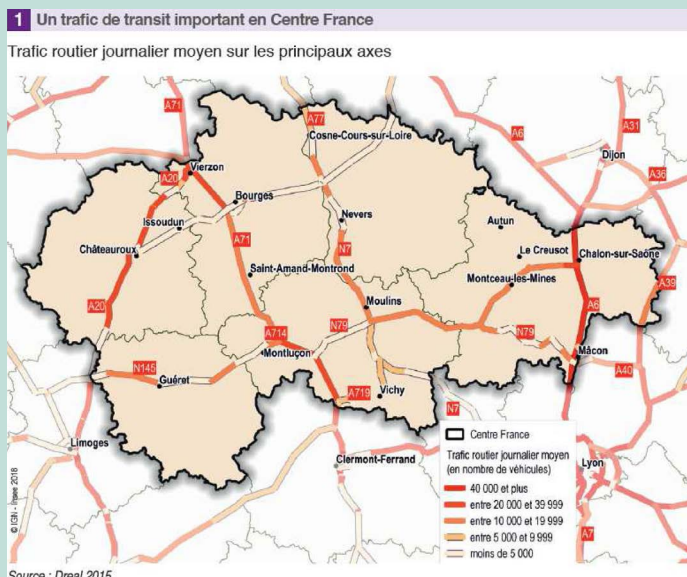 1 Un trafic de transit important en Centre France
Trafic routier journalier moyen sur les principaux axes
A71
A77
A6
A31
Cosne-Cours-sur-Loire
Dijon
Vierzon
A20
A36
Bourges
Issoudun
Nevers
Autun
A71
N7
Châteauroux
Le Creusot
Chalon-sur-Saône
Saint-Amand-Montrond
Montceau-les-Mines
A39
A20
Moulins
A6
A714
N79
N79
Montluçon
Mâcon
N145
A40
Guéret
A719
Vichy
N7
Limoges
Clermont-Ferrand
Lyon
A7
Centre France
Trafic routier journalier moyen
(en nombre de véhicules)
40 000 et plus
entre 20 000 et 39 999
entre 10 000 et 19 999
entre 5 000 et 9 999
moins de 5 000
© IGN - Insee 2018
Source : Dreal 2015